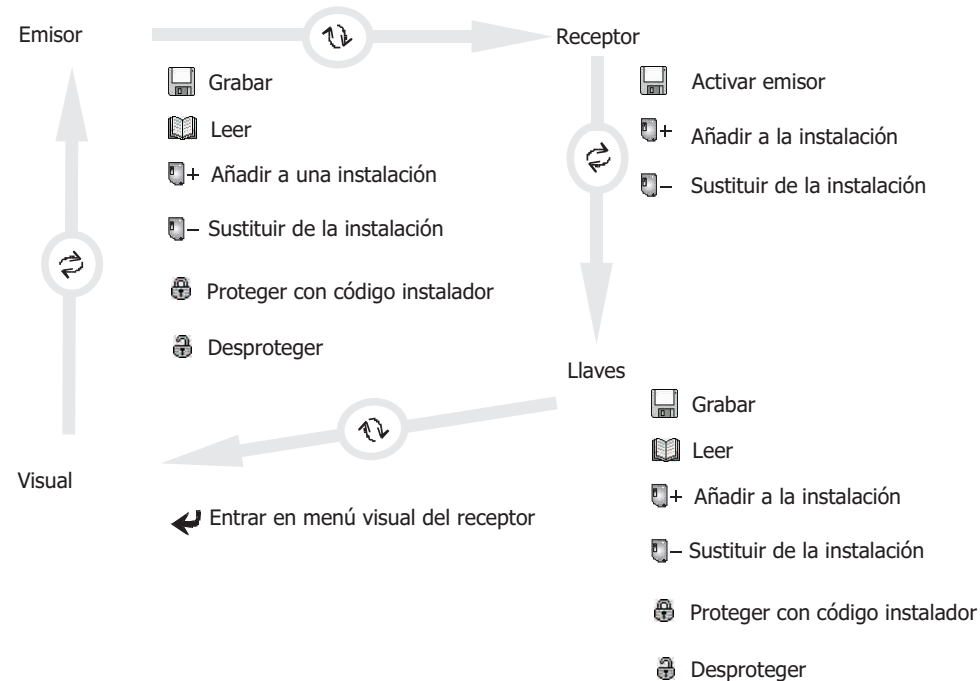 Emisor
Grabar
Leer
+ Añadir a una instalación
– Sustituir de la instalación
Proteger con código instalador
Desproteger
Receptor
Activar emisor
+ Añadir a la instalación
– Sustituir de la instalación
Llaves
Grabar
Leer
+ Añadir a la instalación
– Sustituir de la instalación
Proteger con código instalador
Desproteger
Visual
Entrar en menú visual del receptor